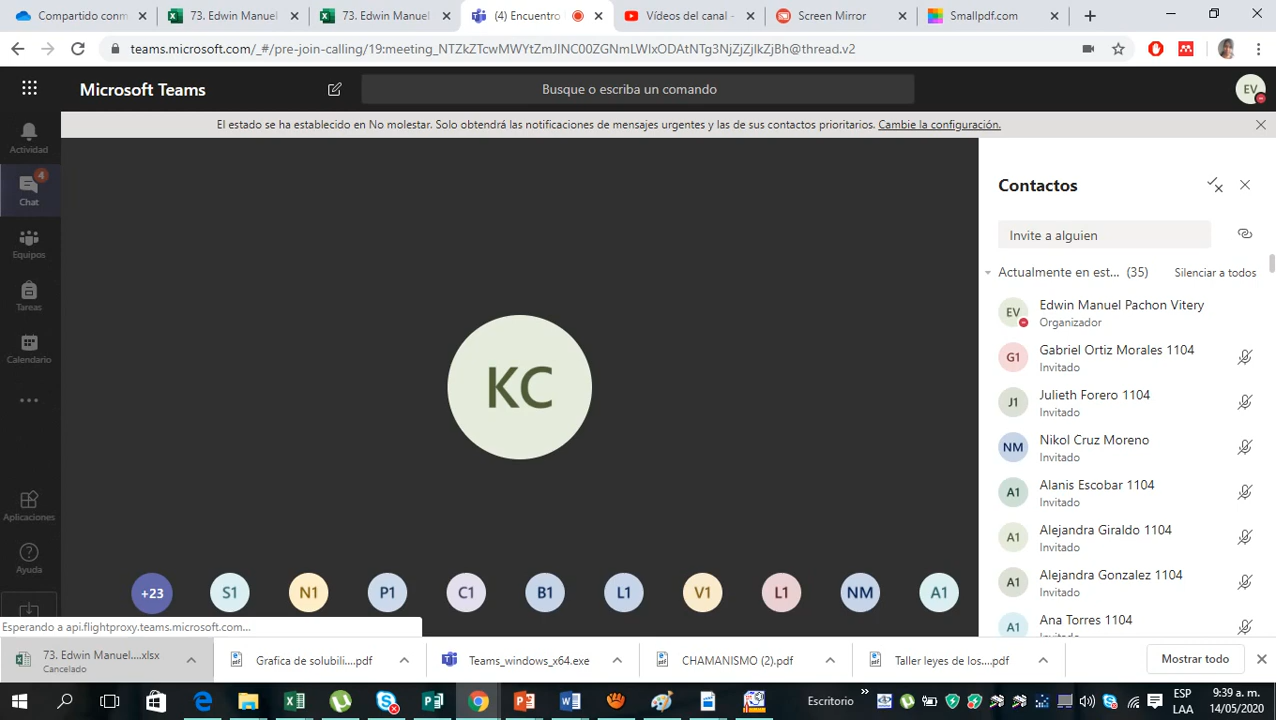 Compartido conm
73. Edwin Manuel
73. Edwin Manuel
(4) Encuentro
Vídeos del canal -
Screen Mirror
Smallpdf.com
teams.microsoft.com/_#/pre-join-calling/19:meeting_NTZkZTcwMWYtZmJlNC00ZGNmLWIxODAtNTg3NjZjZjlkZjBh@thread.v2
Microsoft Teams
Busque o escriba un comando
EV
El estado se ha establecido en No molestar. Solo obtendrá las notificaciones de mensajes urgentes y las de sus contactos prioritarios. Cambie la configuración.
Actividad
4
Chat
Equipos
Tareas
Calendario
Aplicaciones
Ayuda
KC
+23
S1
N1
P1
C1
B1
L1
V1
L1
NM
A1
Contactos
Invite a alguien
Actualmente en est... (35)
Silenciar a todos
EV
Edwin Manuel Pachon Vitery
Organizador
G1
Gabriel Ortiz Morales 1104
Invitado
J1
Julieth Forero 1104
Invitado
NM
Nikol Cruz Moreno
Invitado
A1
Alanis Escobar 1104
Invitado
A1
Alejandra Giraldo 1104
Invitado
A1
Alejandra Gonzalez 1104
Invitado
A1
Ana Torres 1104
Esperando a api.flightproxy.teams.microsoft.com...
73. Edwin Manuel....xlsx
Cancelado
Grafica de solubili....pdf
Teams_windows_x64.exe
CHAMANISMO (2).pdf
Taller leyes de los....pdf
Mostrar todo
Escritorio
ESP
LAA
9:39 a. m.
14/05/2020